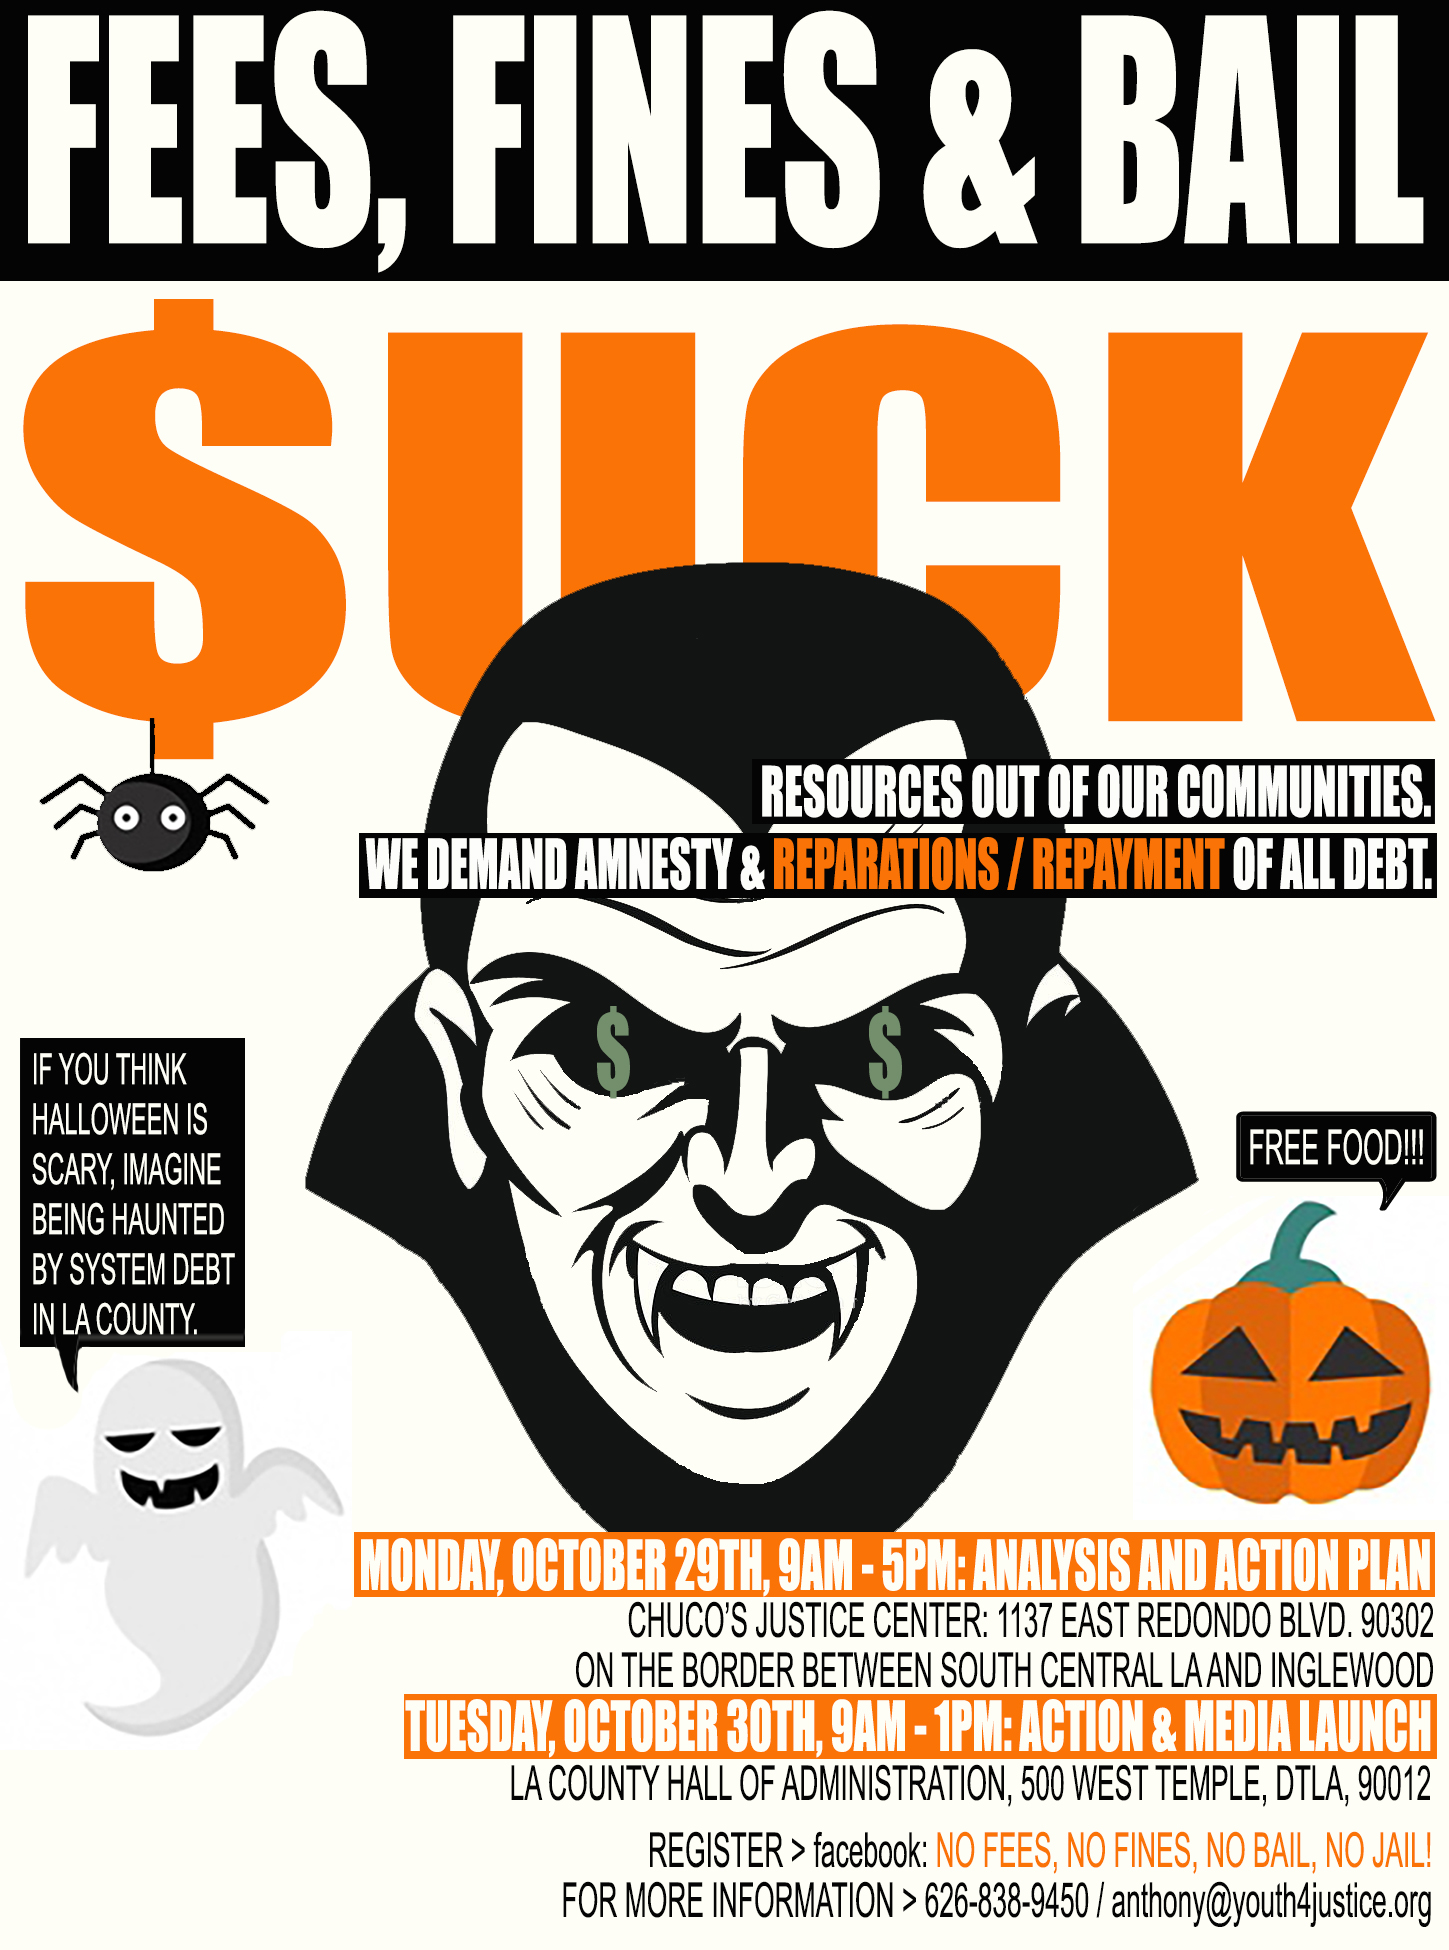 FEES, FINES & BAIL
$UCK
RESOURCES OUT OF OUR COMMUNITIES.
WE DEMAND AMNESTY & REPARATIONS / REPAYMENT OF ALL DEBT.
$ $
IF YOU THINK
HALLOWEEN IS
SCARY, IMAGINE
BEING HAUNTED
BY SYSTEM DEBT
IN LA COUNTY.
FREE FOOD!!!
MONDAY, OCTOBER 29TH, 9AM - 5PM: ANALYSIS AND ACTION PLAN
CHUCO'S JUSTICE CENTER: 1137 EAST REDONDO BLVD. 90302
ON THE BORDER BETWEEN SOUTH CENTRAL LA AND INGLEWOOD
TUESDAY, OCTOBER 30TH, 9AM - 1PM: ACTION & MEDIA LAUNCH
LA COUNTY HALL OF ADMINISTRATION, 500 WEST TEMPLE, DTLA, 90012
REGISTER > facebook: NO FEES, NO FINES, NO BAIL, NO JAIL!
FOR MORE INFORMATION > 626-838-9450 / anthony@youth4justice.org